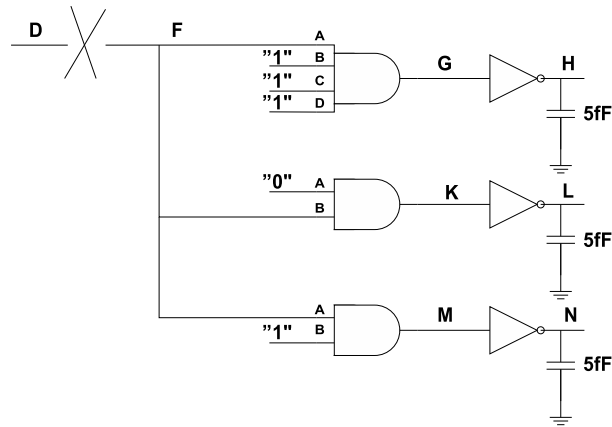 D F A
"1" B G H
"1" C
"1" D 5fF
"0" A K L
B 5fF
A M N
"1" B
5fF